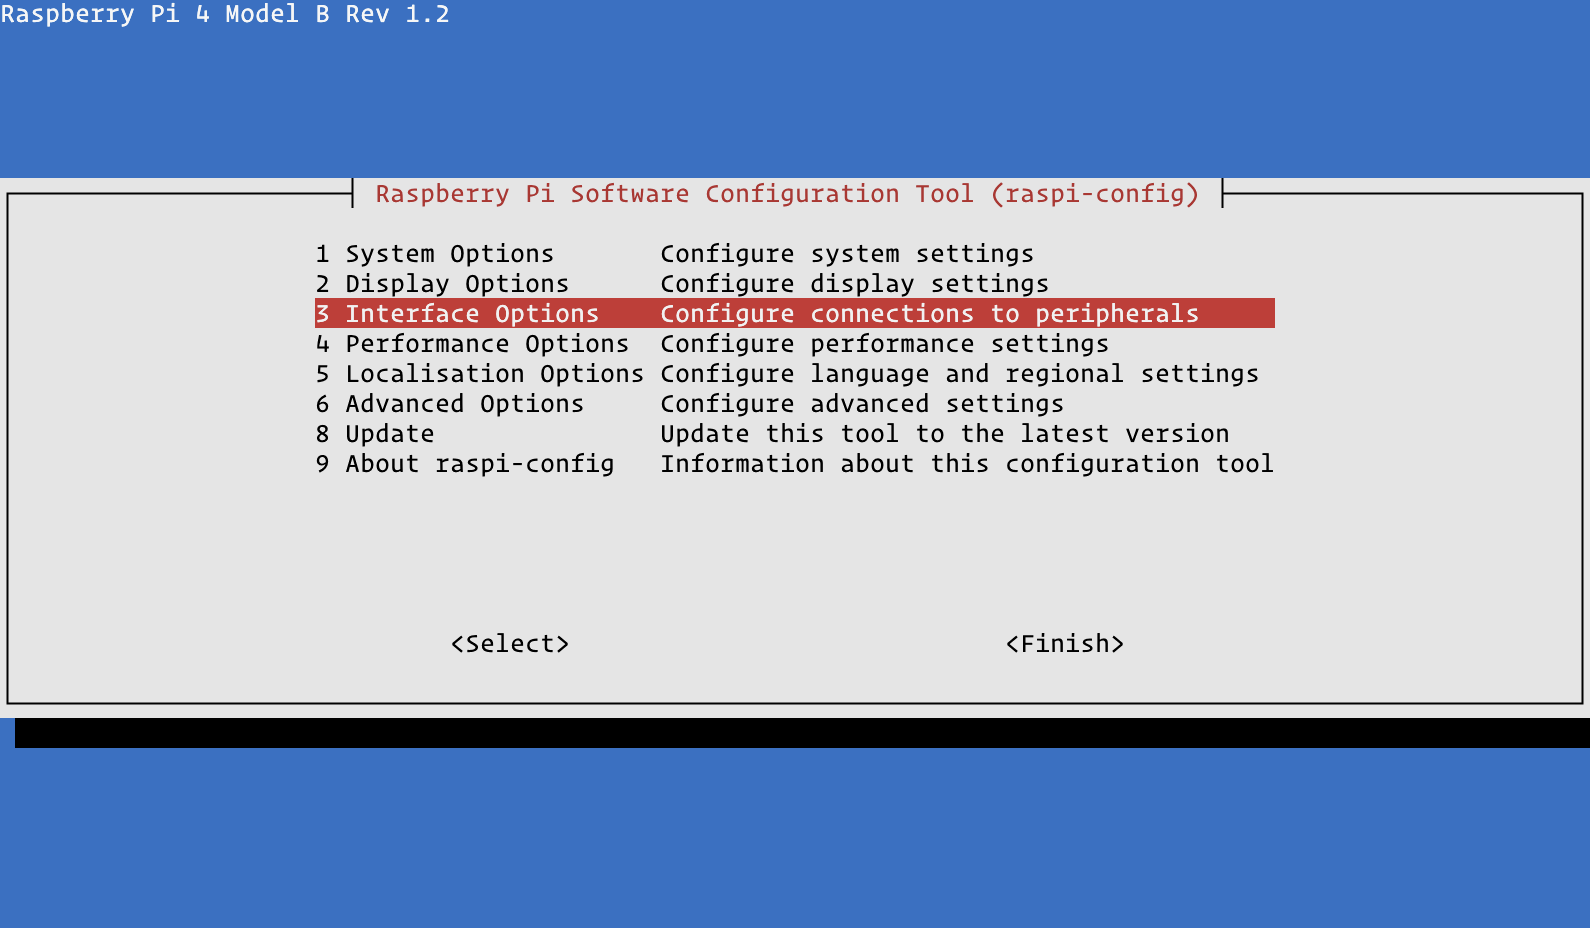 Raspberry Pi 4 Model B Rev 1.2
Raspberry Pi Software Configuration Tool (raspi-config)
1 System Options Configure system settings
2 Display Options Configure display settings
3 Interface Options Configure connections to peripherals
4 Performance Options Configure performance settings
5 Localisation Options Configure language and regional settings
6 Advanced Options Configure advanced settings
8 Update Update this tool to the latest version
9 About raspi-config Information about this configuration tool
<Select> <Finish>